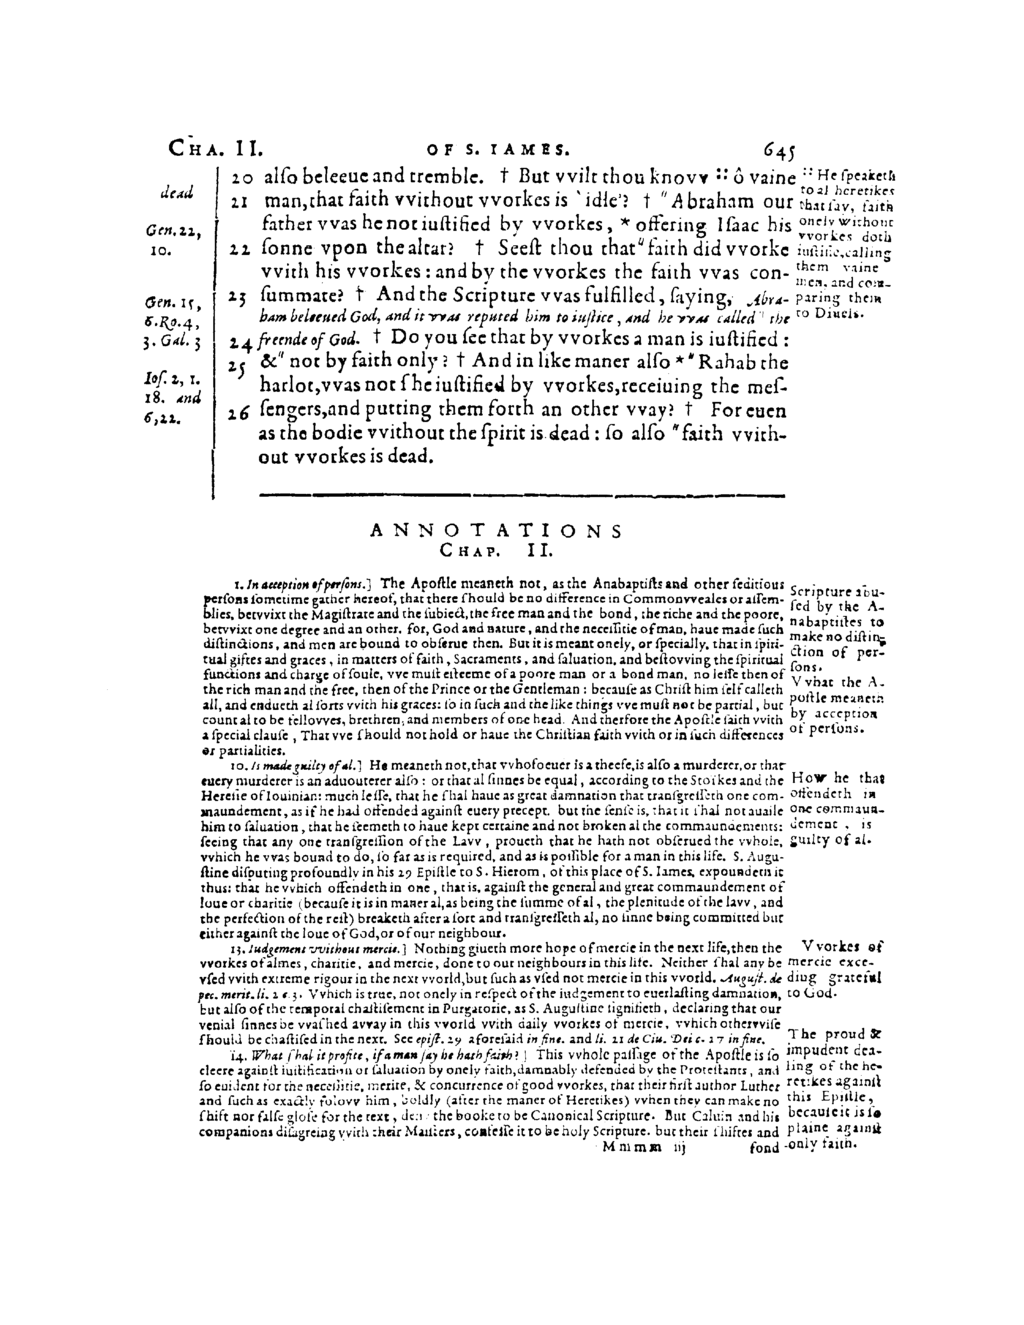 CHA. II. OF S. IAMES. 645
dead
Gen. 22,
10.
Gen. 15,
6. Ro. 4,
3. Gal. 3
Ios. 2, 1.
18. and
6, 22.
20 alſo beleeue and tremble. † But vvilt thou knovv :: ô vaine
21 man, that faith vvithout vvorkes is ‵ idle'? † " Abraham our
father vvas he not iuſtified by vvorkes, * offering Iſaac his
22 ſonne vpon the altar? † Seeſt thou that " faith did vvorke
vvith his vvorkes: and by the vvorkes the faith vvas con-
23 ſummate? † And the Scripture vvas fulfilled, ſaying, Abra-
ham beleeued God, and it vvas reputed him to iuſtice, and he vvas called " the
24 freende of God. † Do you ſee that by vvorkes a man is iuſtified:
25 &" not by faith only? † And in like maner alſo * " Rahab the
harlot, vvas not ſhe iuſtified by vvorkes, receiuing the meſ-
26 ſengers, and putting them forth an other vvay? † For euen
as the bodie vvithout the ſpirit is dead: ſo alſo " faith vvith-
out vvorkes is dead.
:: He ſpeaketh
to al heretikes
that ſay, faith
onely without
vvorkes doth
iuſtifie, calling
them vaine
men, and com-
paring them
to Diuels.
ANNOTATIONS
CHAP. II.
1. In acception of perſons.] The Apoſtle meaneth not, as the Anabaptiſts and other ſeditious
perſons ſometime gather hereof, that there ſhould be no difference in Commonvveales or aſſem-
blies, betvvixt the Magiſtrate and the ſubiect, the free man and the bond, the riche and the poore,
betvvixt one degree and an other. for, God and nature, and the neceſſitie of man, haue made ſuch
diſtinctions, and men are bound to obſerue then. But it is meant onely, or ſpecially, that in ſpiri-
tual giftes and graces, in matters of faith, Sacraments, and ſaluation, and beſtovving the ſpiritual
functions and charge of ſoule, vve muſt eſteeme of a poore man or a bond man, no leſſe then of
the rich man and the free, then of the Prince or the Gentleman: becauſe as Chriſt him ſelf calleth
all, and endueth al ſorts vvith his graces: ſo in ſuch and the like things vve muſt not be partial, but
count al to be fellovves, brethren, and members of one head. And therfore the Apoſtle ſaith vvith
a ſpecial clauſe, That vve ſhould not hold or haue the Chriſtian faith vvith or in ſuch differences
or partialities.
Scripture abu-
ſed by the A-
nabaptiſtes to
make no diſtin-
ction of per-
ſons.
VVhat the A-
poſtle meaneth
by acception
of perſons.
10. Is made guilty of al.] He meaneth not, that vvhoſoeuer is a theefe, is alſo a murderer, or that
euery murderer is an aduouterer alſo: or that al ſinnes be equal, according to the Stoikes and the
Hereſie of Iouinian: much leſſe, that he ſhal haue as great damnation that tranſgreſſeth one com-
maundement, as if he had offended againſt euery precept. but the ſenſe is, that it ſhal not auaile
him to ſaluation, that he ſeemeth to haue kept certaine and not broken al the commaundements:
ſeeing that any one tranſgreſſion of the Lavv, proueth that he hath not obſerued the vvhole,
vvhich he vvas bound to do, ſo far as is required, and as is poſſible for a man in this life. S. Augu-
ſtine diſputing profoundly in his 29 Epiſtle to S. Hierom, of this place of S. Iames, expoundeth it
thus: that he vvhich offendeth in one, that is, againſt the general and great commaundement of
loue or charitie (becauſe it is in maner al, as being the ſumme of al, the plenitude of the lavv, and
the perfection of the reſt) breaketh after a ſort and tranſgreſſeth al, no ſinne being committed but
either againſt the loue of God, or of our neighbour.
How he that
offendeth in
one commaun-
dement, is
guilty of al.
13. Iudgement vvithout mercie.] Nothing giueth more hope of mercie in the next life, then the
vvorkes of almes, charitie, and mercie, done to our neighbours in this life. Neither ſhal any be
vſed vvith extreme rigour in the next vvorld, but ſuch as vſed not mercie in this vvorld. Auguſt. de
pec. merit. li. 2 c. 3. Vvhich is true, not onely in reſpect of the iudgement to euerlaſting damnation,
but alſo of the temporal chaſtiſement in Purgatorie, as S. Auguſtine ſignifieth, declaring that our
venial ſinnes be vvaſhed avvay in this vvorld vvith daily vvorkes of mercie, vvhich othervviſe
ſhould be chaſtiſed in the next. See epiſt. 29 aforeſaid in fine. and li. 21 de Ciu. Dei c. 27 in fine.
Vvorkes of
mercie exce-
ding grateful
to God.
14. What ſhal it profite, if a man ſay he hath faith?] This vvhole paſſage of the Apoſtle is ſo
cleere againſt iuſtification or ſaluation by onely faith, damnably defended by the Proteſtants, and
ſo euident for the neceſſitie, merite, & concurrence of good vvorkes, that their firſt author Luther
and ſuch as exactly folovv him, boldly (after the maner of Heretikes) vvhen they can make no
ſhift nor falſe gloſe for the text, deny the booke to be Canonical Scripture. But Caluin and his
companions diſagreing vvith their Maiſters, confeſſe it to be holy Scripture. but their ſhiftes and
The proud &
impudent dea-
ling of the he-
retikes againſt
this Epiſtle,
becauſe it is ſo
plaine againſt
only faith.
Mmmm iij fond